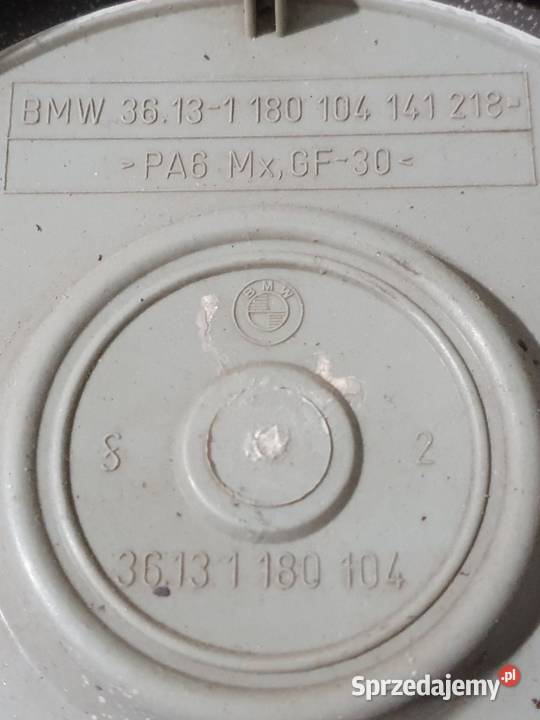 BMW 36.13-1 180 104 141 218-
>PA6 Mx,GF-30<
BMW
8 2
36.13 1 180 104
Sprzedajemy.pl